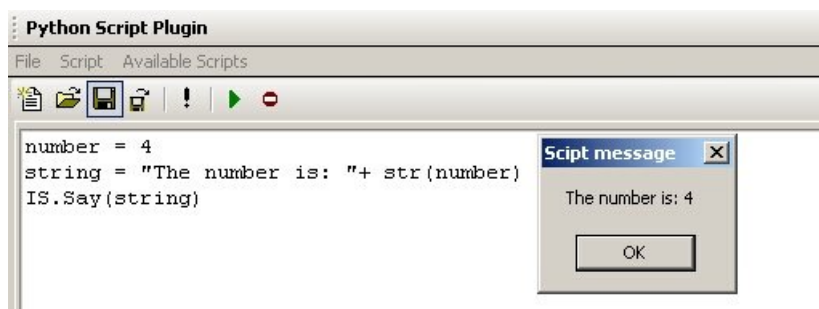 Python Script Plugin
File Script Available Scripts
number = 4
string = "The number is: "+ str(number)
IS.Say(string)
Scipt message
The number is: 4
OK